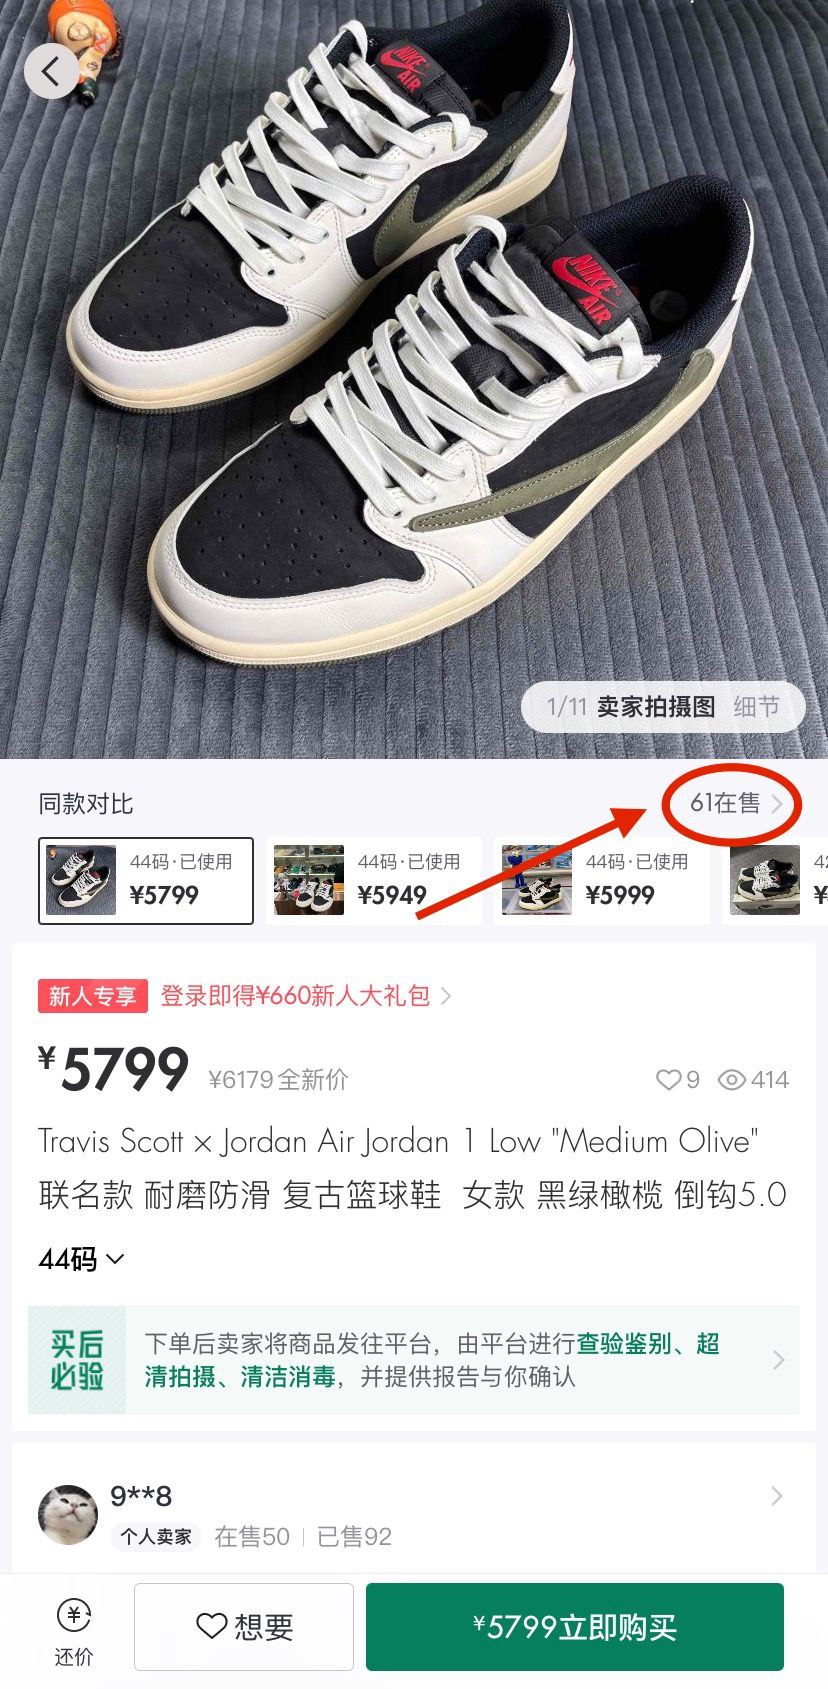 NIKE
AIR
NIKE
AIR
1/11 卖家拍摄图 细节
同款对比
61在售
44码·已使用
¥5799
44码·已使用
¥5949
44码·已使用
¥5999
42
¥
新人专享 登录即得¥660新人大礼包
¥5799 ¥6179全新价
9 414
Travis Scott × Jordan Air Jordan 1 Low "Medium Olive"
联名款 耐磨防滑 复古篮球鞋 女款 黑绿橄榄 倒钩5.0
44码
买后
必验
下单后卖家将商品发往平台，由平台进行查验鉴别、超
清拍摄、清洁消毒，并提供报告与你确认
9**8
个人卖家 在售50 | 已售92
¥
还价
想要
¥5799立即购买